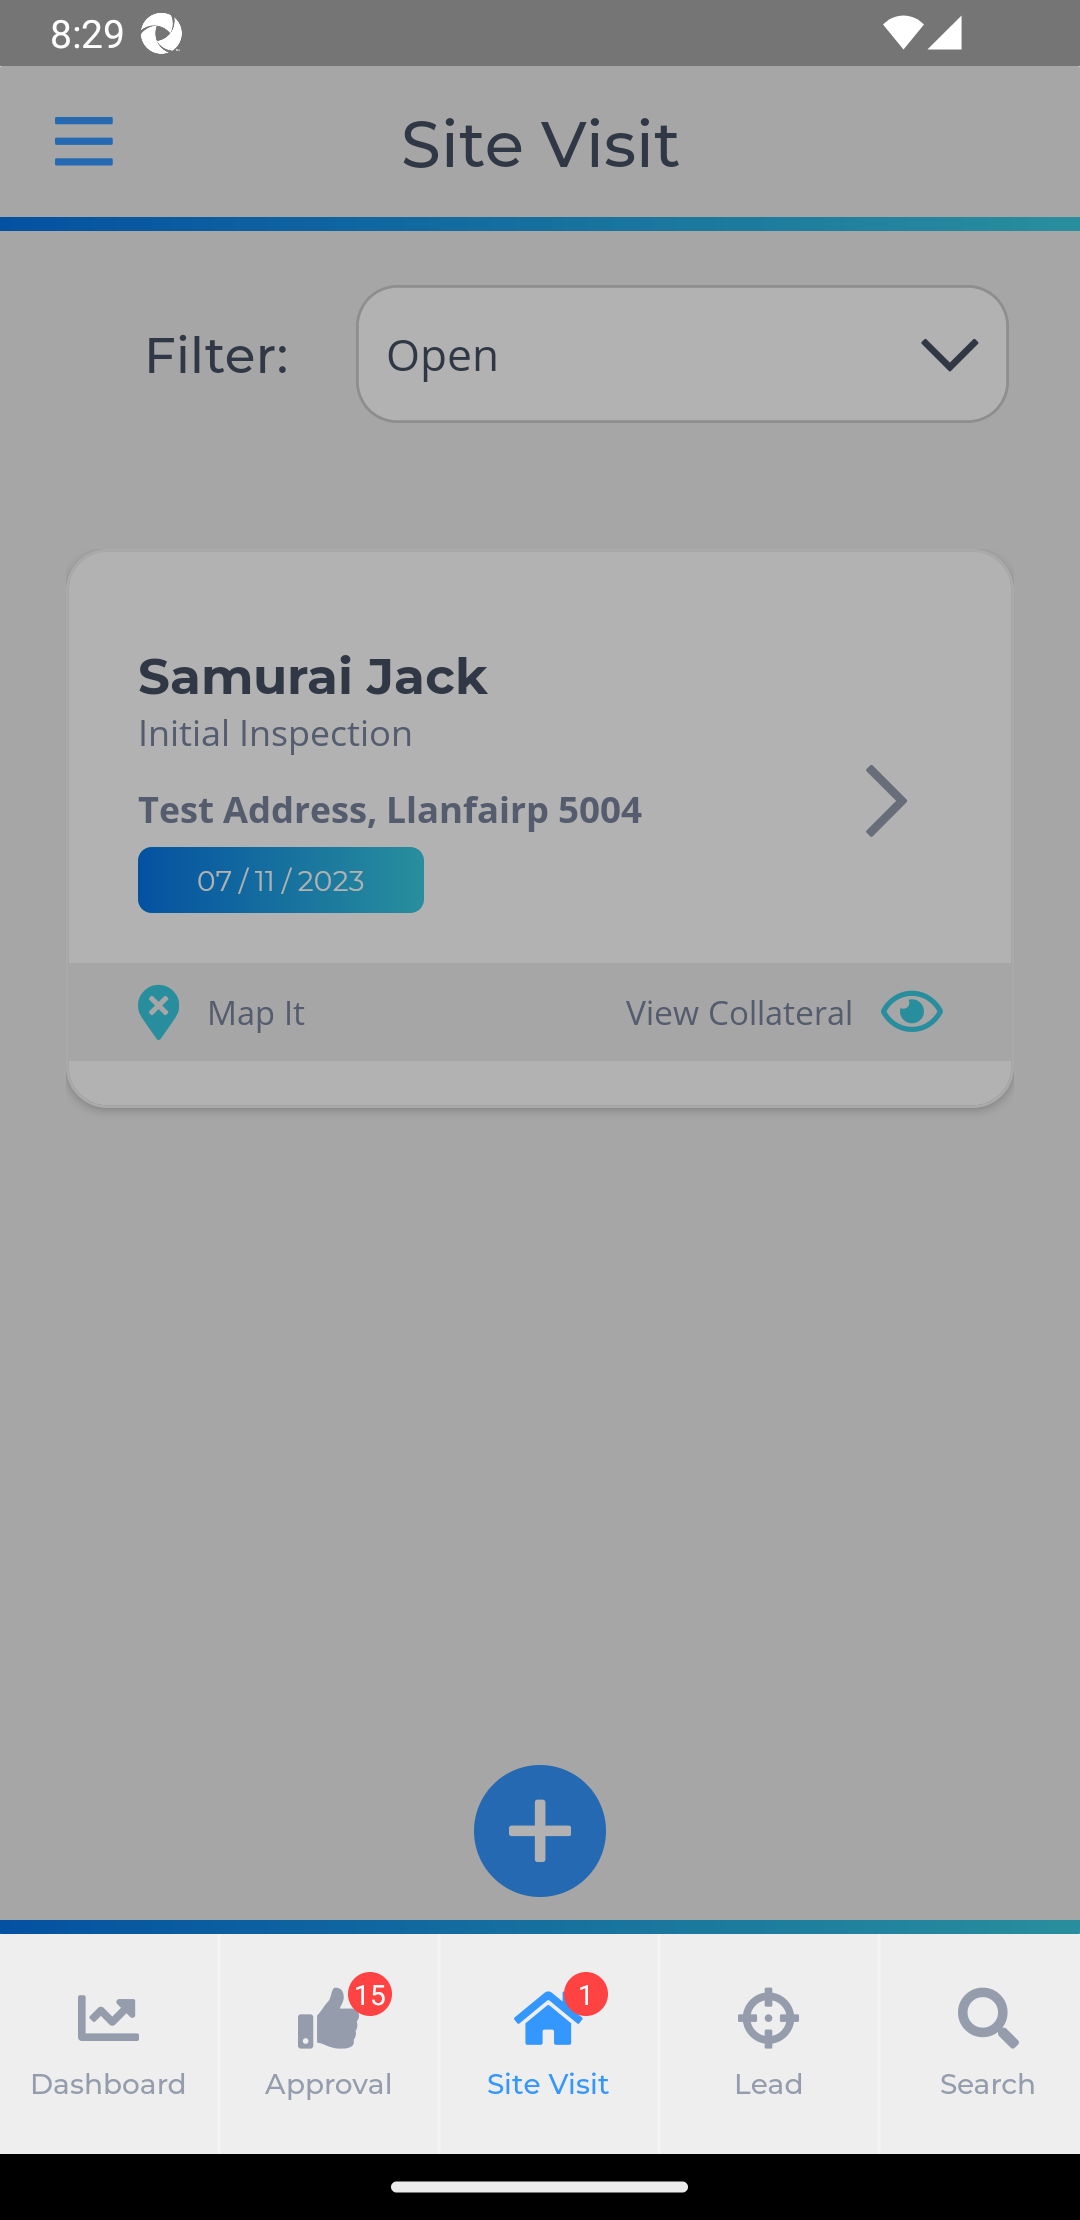 8:29
Site Visit
Filter:
Open
Samurai Jack
Initial Inspection
Test Address, Llanfairp 5004
07 / 11 / 2023
Map It
View Collateral
15
1
Dashboard
Approval
Site Visit
Lead
Search